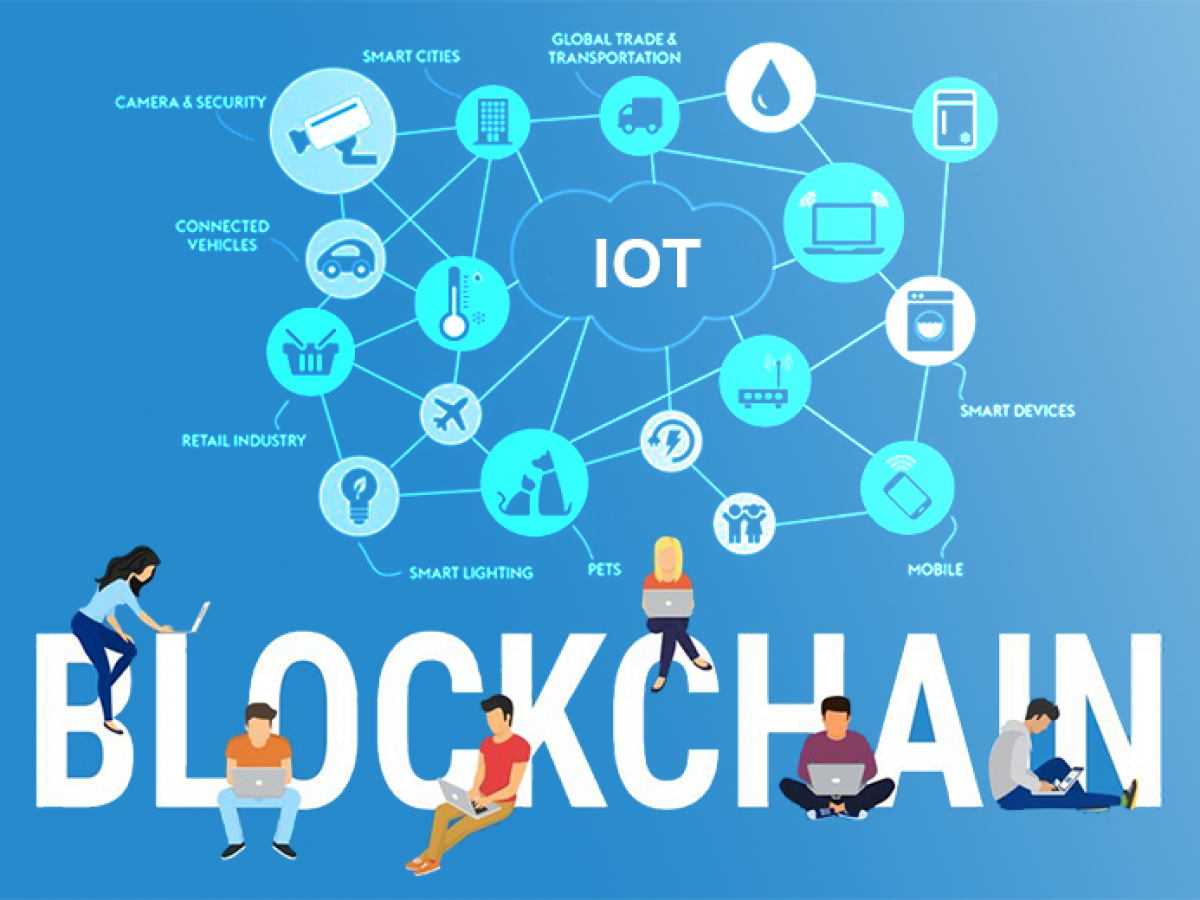 GLOBAL TRADE &
TRANSPORTATION
SMART CITIES
CAMERA & SECURITY
CONNECTED
VEHICLES
IOT
SMART DEVICES
RETAIL INDUSTRY
SMART LIGHTING
PETS
MOBILE
BLOCKCHAIN